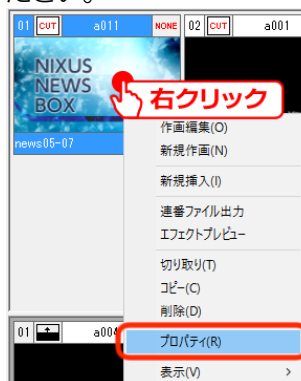 ださい。
01 CUT a011 NONE 02 CUT a001
NIXUS
NEWS
BOX
右クリック
news05-07
作画編集(O)
新規作画(N)
新規挿入(I)
連番ファイル出力
エフェクトプレビュー
切り取り(T)
コピー(C)
削除(D)
プロパティ(R)
01 a004
表示(V) >